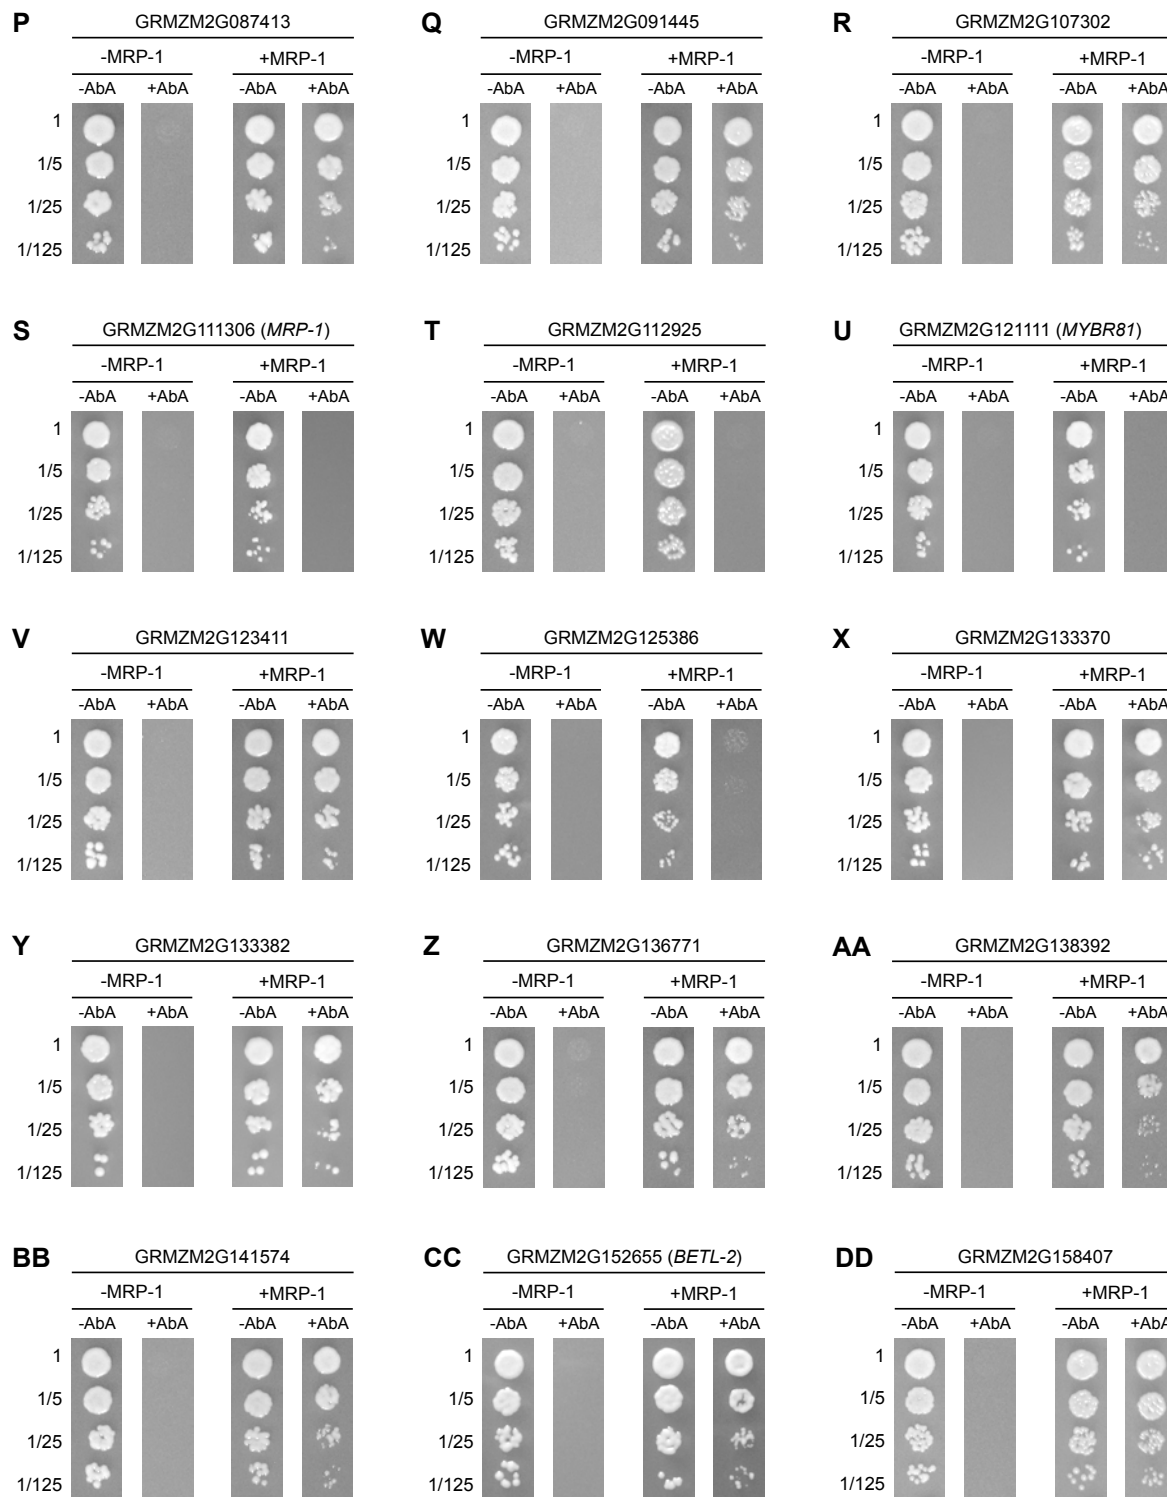 P GRMZM2G087413 Q GRMZM2G091445 R GRMZM2G107302
-MRP-1 +MRP-1 -MRP-1 +MRP-1 -MRP-1 +MRP-1
-AbA +AbA -AbA +AbA -AbA +AbA -AbA +AbA -AbA +AbA -AbA +AbA
1 1 1
1/5 1/5 1/5
1/25 1/25 1/25
1/125 1/125 1/125
S GRMZM2G111306 (MRP-1) T GRMZM2G112925 U GRMZM2G121111 (MYBR81)
-MRP-1 +MRP-1 -MRP-1 +MRP-1 -MRP-1 +MRP-1
-AbA +AbA -AbA +AbA -AbA +AbA -AbA +AbA -AbA +AbA -AbA +AbA
1 1 1
1/5 1/5 1/5
1/25 1/25 1/25
1/125 1/125 1/125
V GRMZM2G123411 W GRMZM2G125386 X GRMZM2G133370
-MRP-1 +MRP-1 -MRP-1 +MRP-1 -MRP-1 +MRP-1
-AbA +AbA -AbA +AbA -AbA +AbA -AbA +AbA -AbA +AbA -AbA +AbA
1 1 1
1/5 1/5 1/5
1/25 1/25 1/25
1/125 1/125 1/125
Y GRMZM2G133382 Z GRMZM2G136771 AA GRMZM2G138392
-MRP-1 +MRP-1 -MRP-1 +MRP-1 -MRP-1 +MRP-1
-AbA +AbA -AbA +AbA -AbA +AbA -AbA +AbA -AbA +AbA -AbA +AbA
1 1 1
1/5 1/5 1/5
1/25 1/25 1/25
1/125 1/125 1/125
BB GRMZM2G141574 CC GRMZM2G152655 (BETL-2) DD GRMZM2G158407
-MRP-1 +MRP-1 -MRP-1 +MRP-1 -MRP-1 +MRP-1
-AbA +AbA -AbA +AbA -AbA +AbA -AbA +AbA -AbA +AbA -AbA +AbA
1 1 1
1/5 1/5 1/5
1/25 1/25 1/25
1/125 1/125 1/125